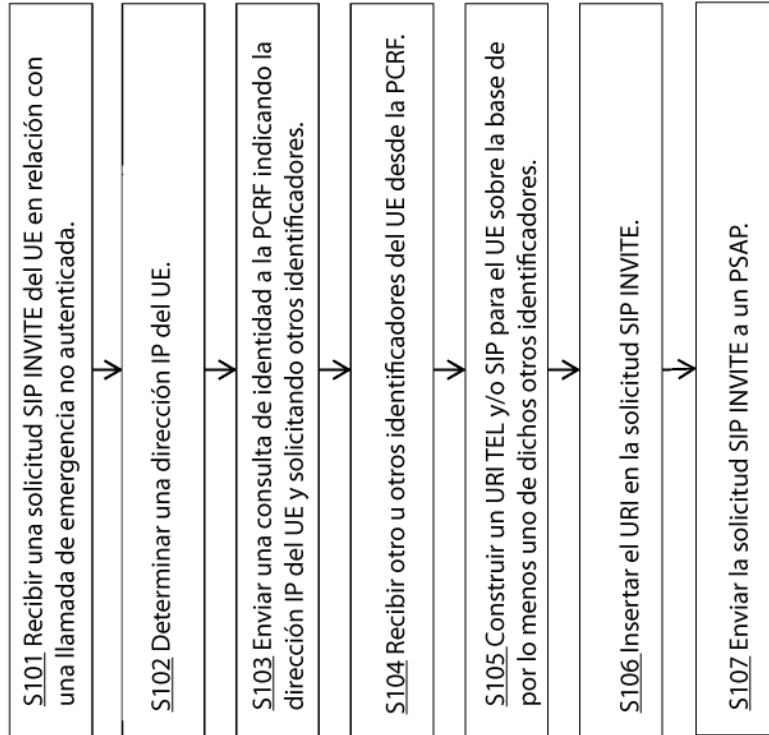 S101 Recibir una solicitud SIP INVITE del UE en relación con
una llamada de emergencia no autenticada.
S102 Determinar una dirección IP del UE.
S103 Enviar una consulta de identidad a la PCRF indicando la
dirección IP del UE y solicitando otros identificadores.
S104 Recibir otro u otros identificadores del UE desde la PCRF.
S105 Construir un URI TEL y/o SIP para el UE sobre la base de
por lo menos uno de dichos otros identificadores.
S106 Insertar el URI en la solicitud SIP INVITE.
S107 Enviar la solicitud SIP INVITE a un PSAP.